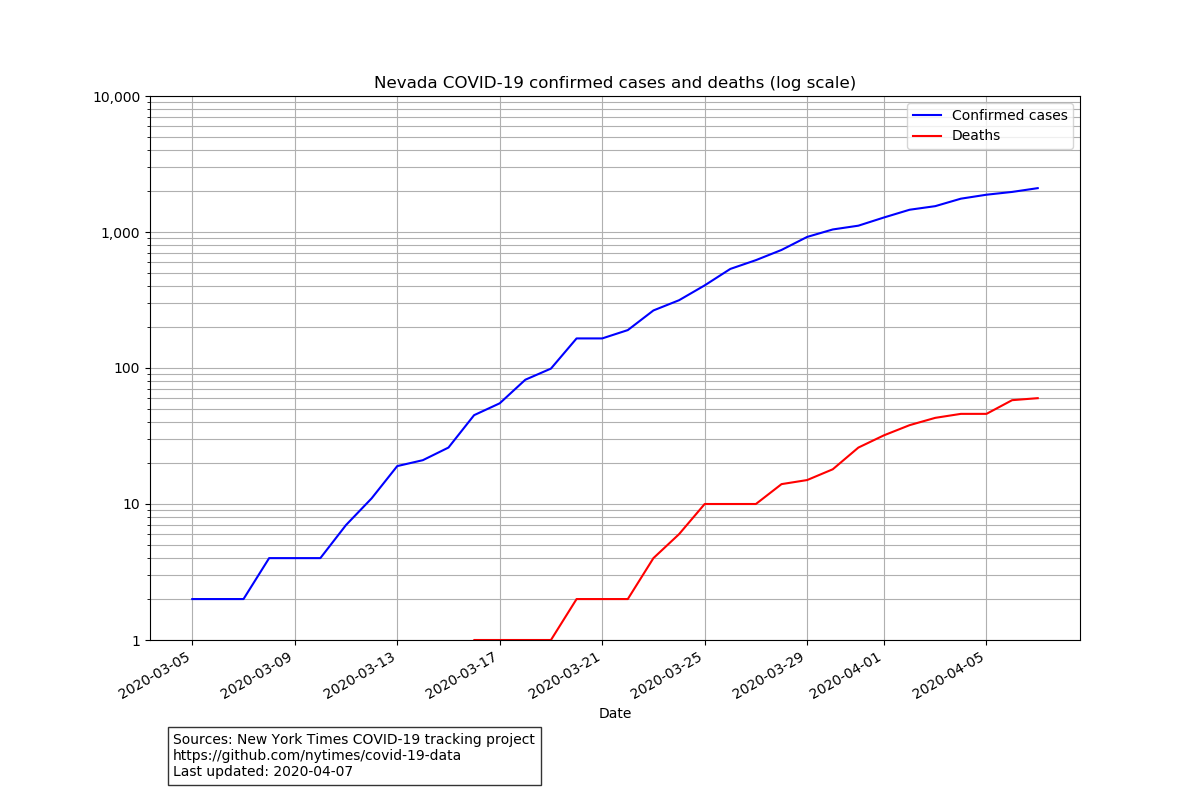 Nevada COVID-19 confirmed cases and deaths (log scale)
10,000
1,000
100
10
1
Confirmed cases
Deaths
2020-03-05
2020-03-09
2020-03-13
2020-03-17
2020-03-21
2020-03-25
2020-03-29
2020-04-01
2020-04-05
Date
Sources: New York Times COVID-19 tracking project
https://github.com/nytimes/covid-19-data
Last updated: 2020-04-07